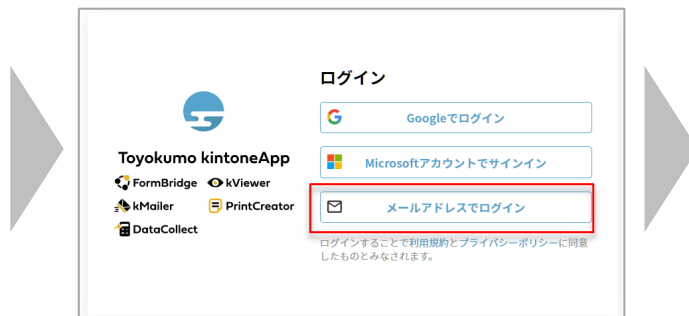 ログイン
Googleでログイン
Microsoftアカウントでサインイン
メールアドレスでログイン
ログインすることで利用規約とプライバシーポリシーに同意
したものとみなされます。
Toyokumo kintoneApp
FormBridge kViewer
kMailer PrintCreator
DataCollect